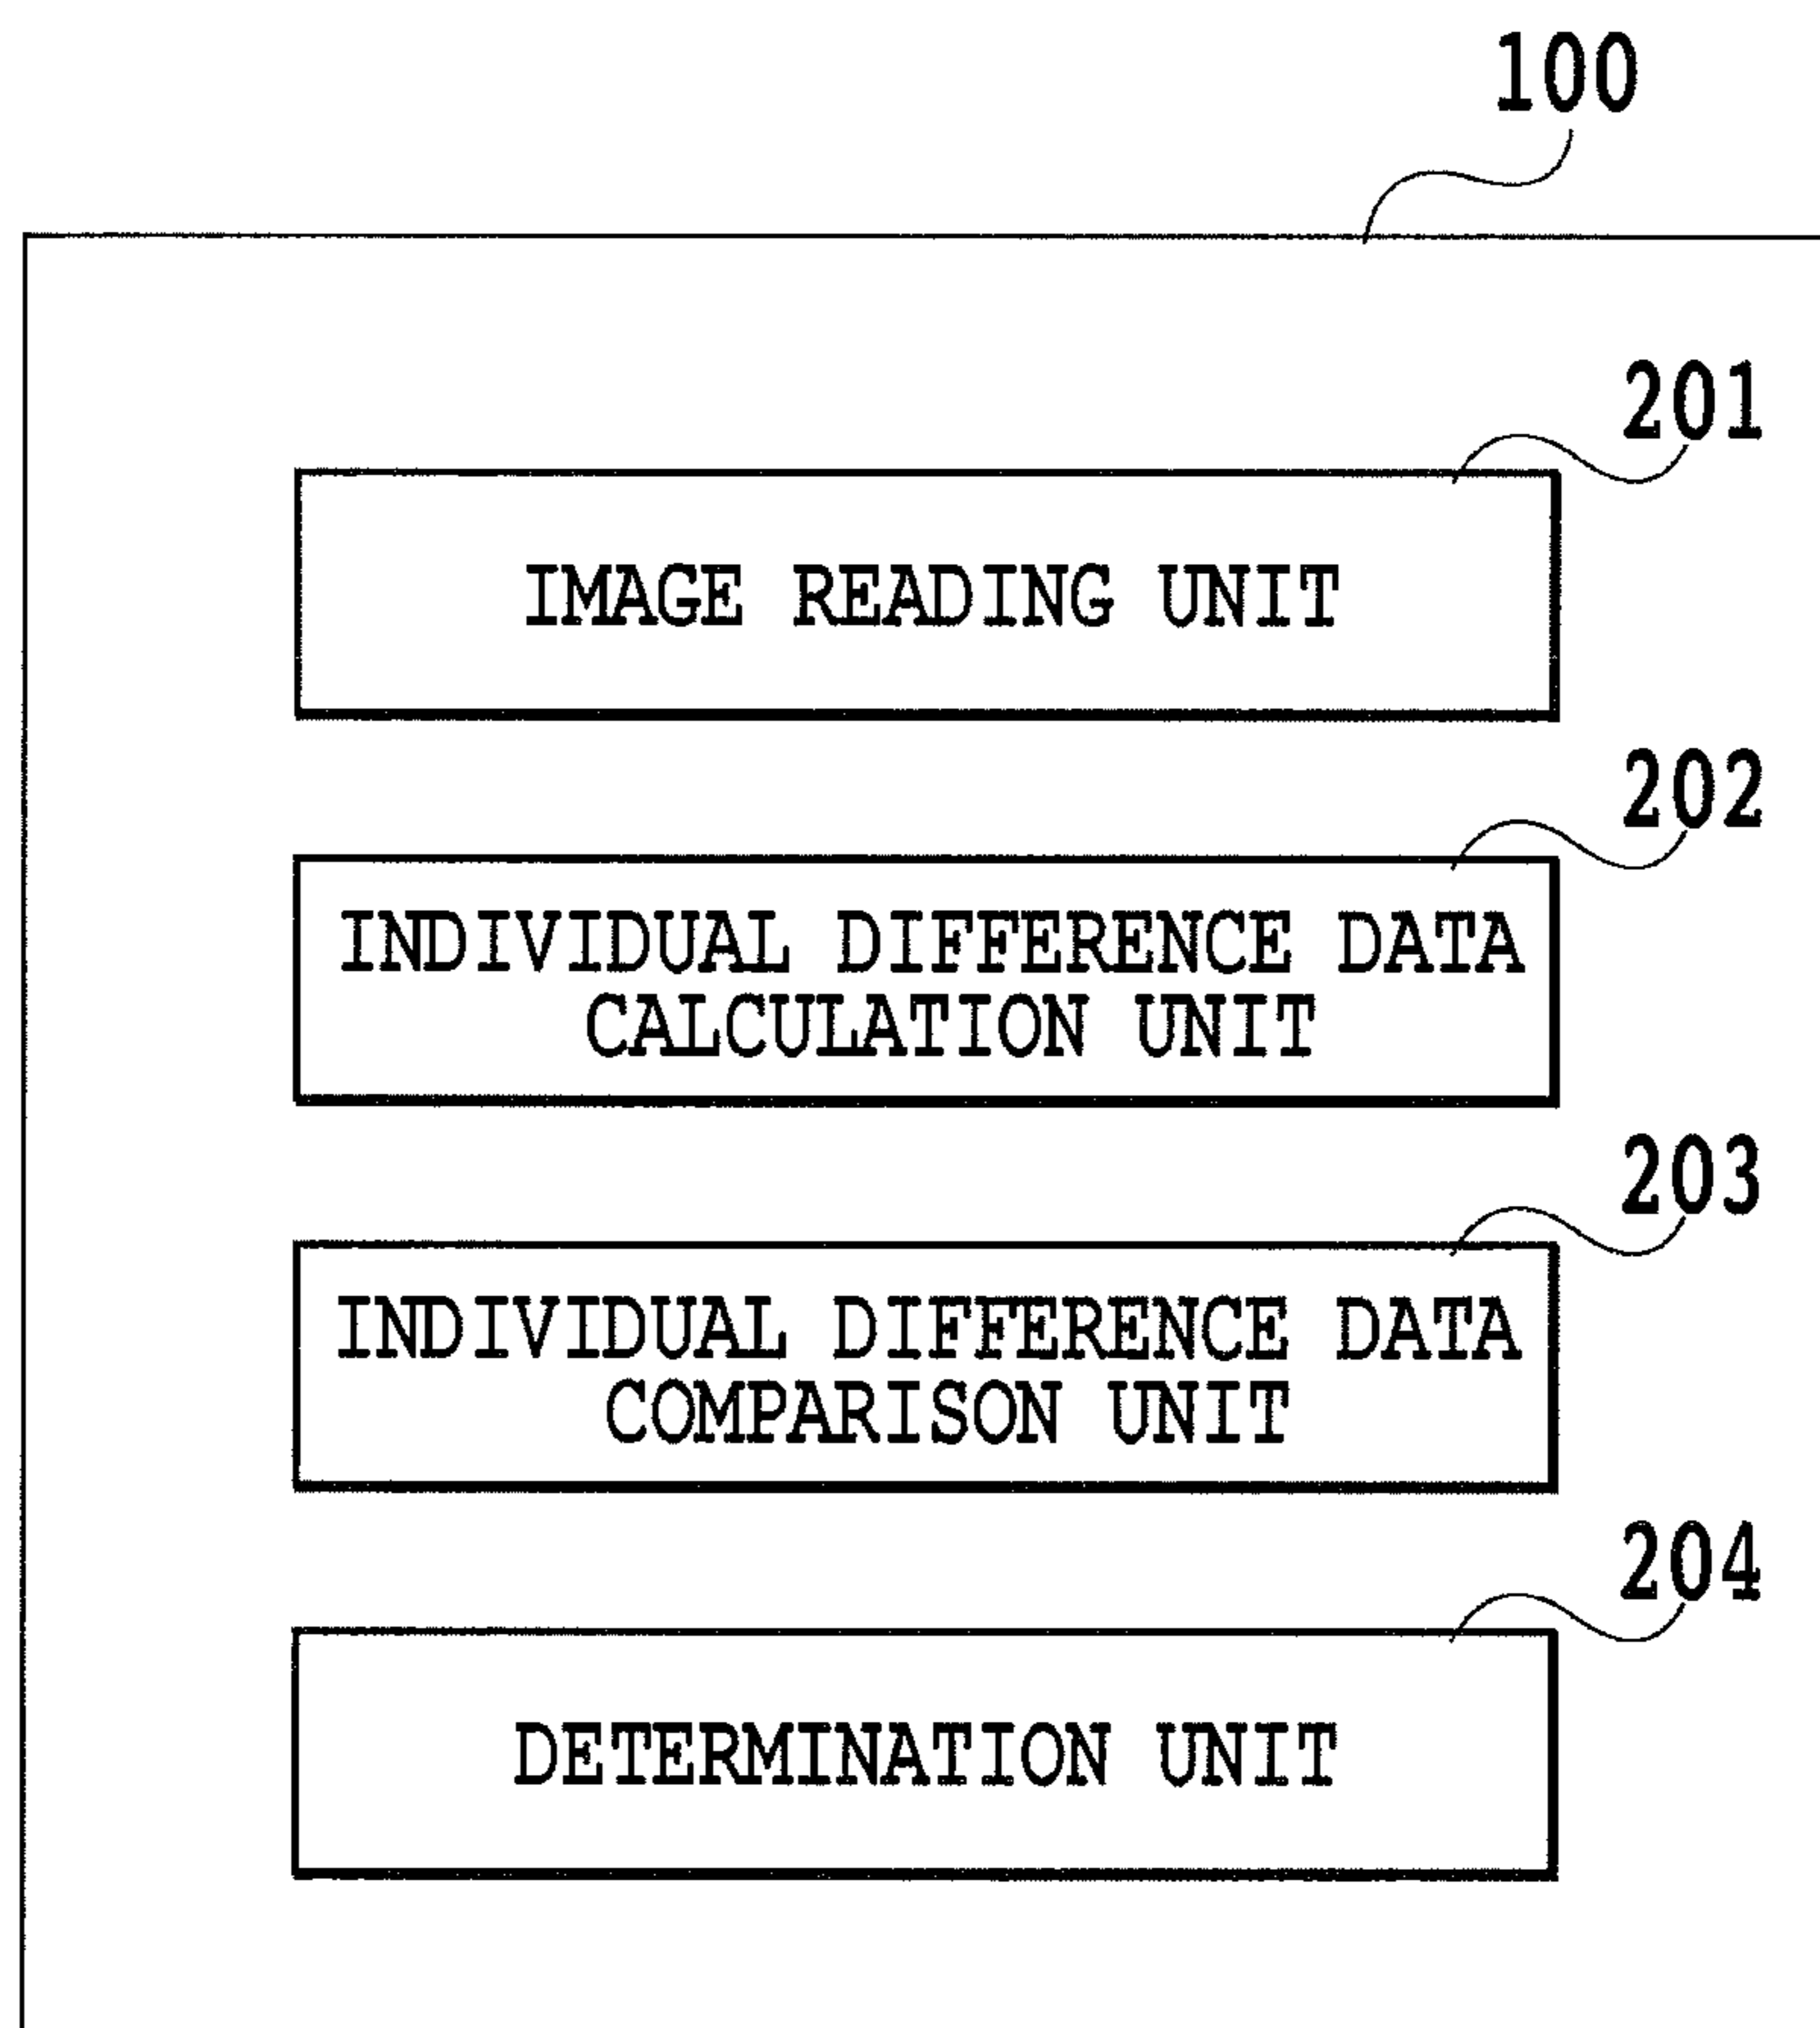 100
201
IMAGE READING UNIT
202
INDIVIDUAL DIFFERENCE DATA
CALCULATION UNIT
203
INDIVIDUAL DIFFERENCE DATA
COMPARISON UNIT
204
DETERMINATION UNIT